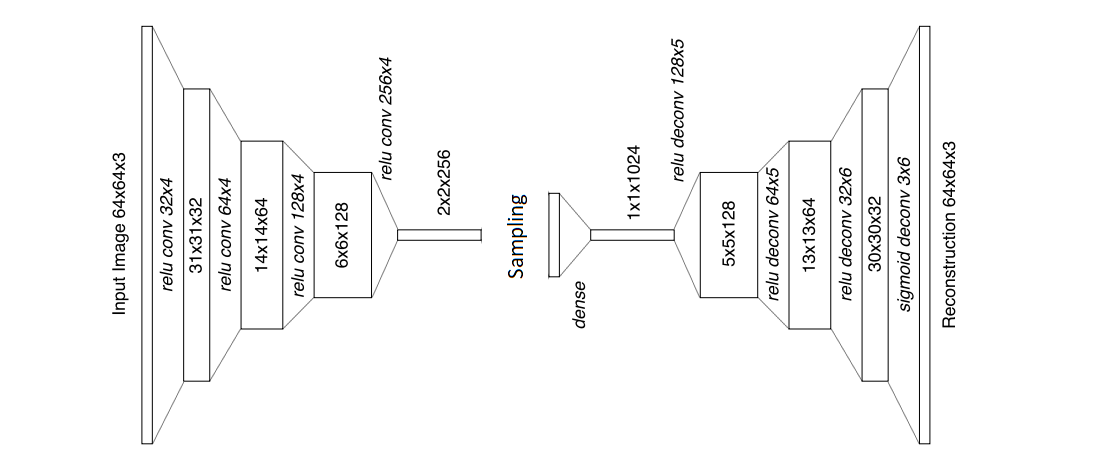 Input Image 64x64x3
relu conv 32x4
31x31x32
relu conv 64x4
14x14x64
relu conv 128x4
6x6x128
relu conv 256x4
2x2x256
Sampling
dense
1x1x1024
relu deconv 128x5
5x5x128
relu deconv 64x5
13x13x64
relu deconv 32x6
30x30x32
sigmoid deconv 3x6
Reconstruction 64x64x3